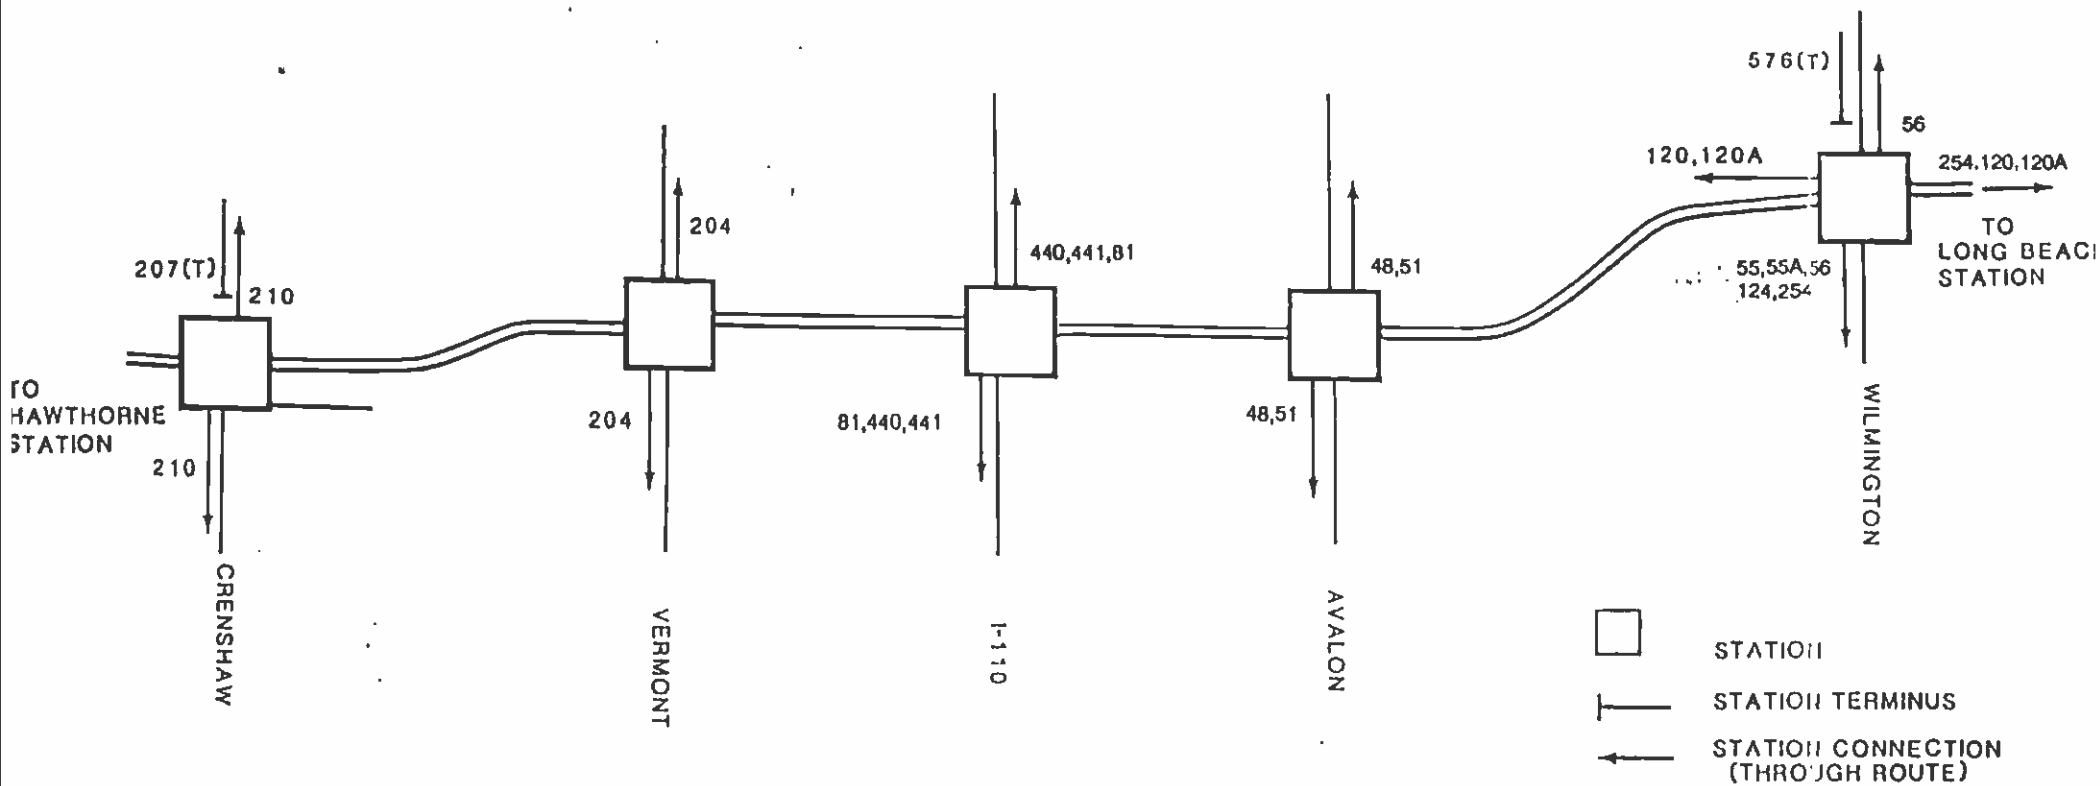 576(T)
56
120,120A
254,120,120A
TO
LONG BEACH
STATION
55,55A,56
124,254
WILMINGTON
207(T)
210
TO
HAWTHORNE
STATION
210
CRENSHAW
204
204
VERMONT
440,441,81
81,440,441
I-110
48,51
48,51
AVALON
STATION
STATION TERMINUS
STATION CONNECTION
(THROUGH ROUTE)